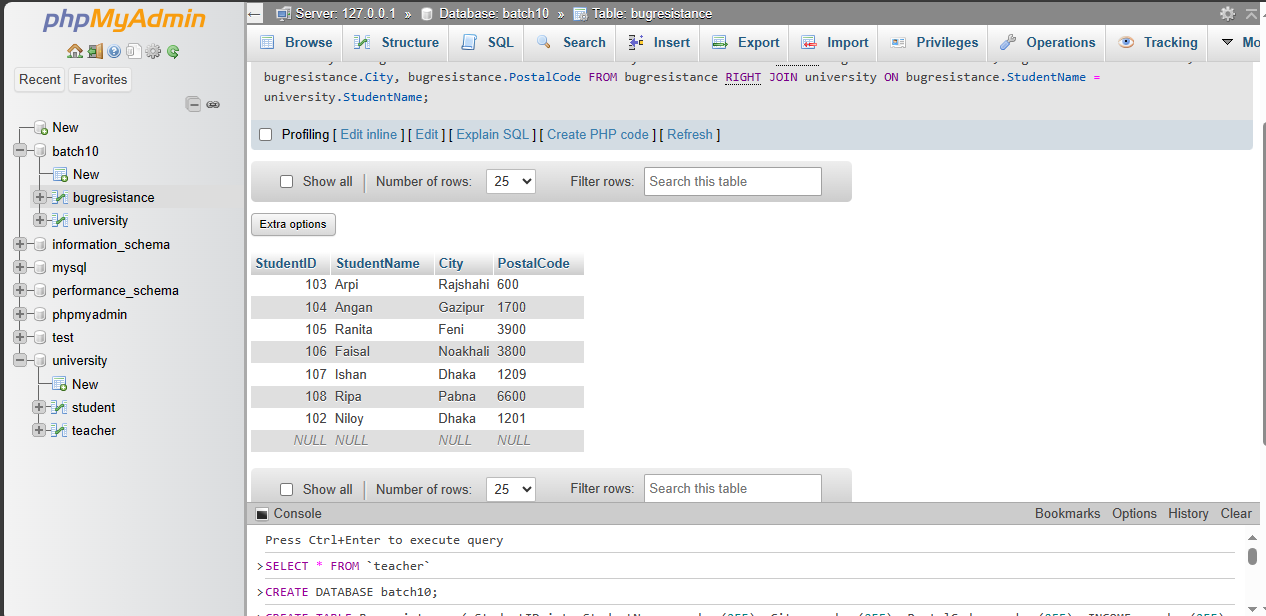 phpMyAdmin
Recent Favorites
New
batch10
New
bugresistance
university
information_schema
mysql
performance_schema
phpmyadmin
test
university
New
student
teacher
Server: 127.0.0.1 » Database: batch10 » Table: bugresistance
Browse Structure SQL Search Insert Export Import Privileges Operations Tracking Mo
bugresistance.City, bugresistance.PostalCode FROM bugresistance RIGHT JOIN university ON bugresistance.StudentName =
university.StudentName;
Profiling [ Edit inline ] [ Edit ] [ Explain SQL ] [ Create PHP code ] [ Refresh ]
Show all Number of rows: 25 Filter rows: Search this table
Extra options
StudentID StudentName City PostalCode
103 Arpi Rajshahi 600
104 Angan Gazipur 1700
105 Ranita Feni 3900
106 Faisal Noakhali 3800
107 Ishan Dhaka 1209
108 Ripa Pabna 6600
102 Niloy Dhaka 1201
NULL NULL NULL NULL
Show all Number of rows: 25 Filter rows: Search this table
Console Bookmarks Options History Clear
Press Ctrl+Enter to execute query
>SELECT * FROM `teacher`
>CREATE DATABASE batch10;